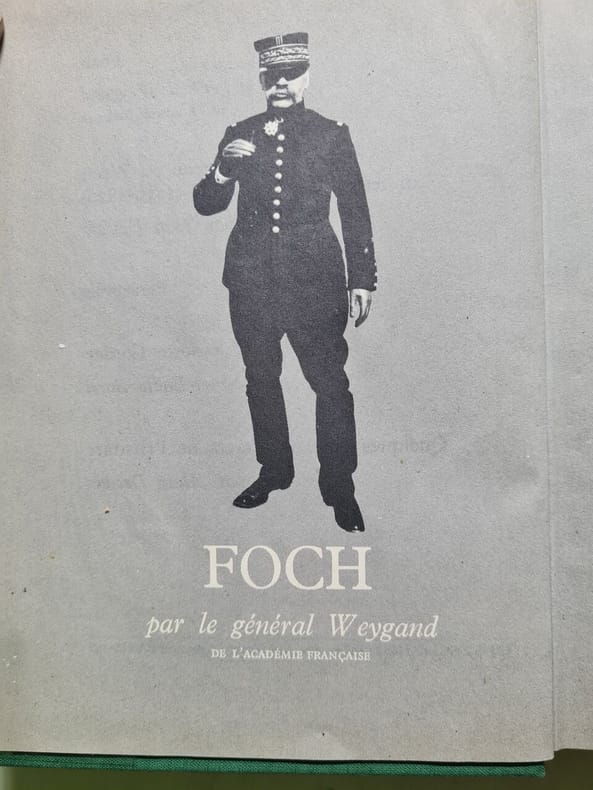 FOCH
par le général Weygand
DE L'ACADÉMIE FRANÇAISE